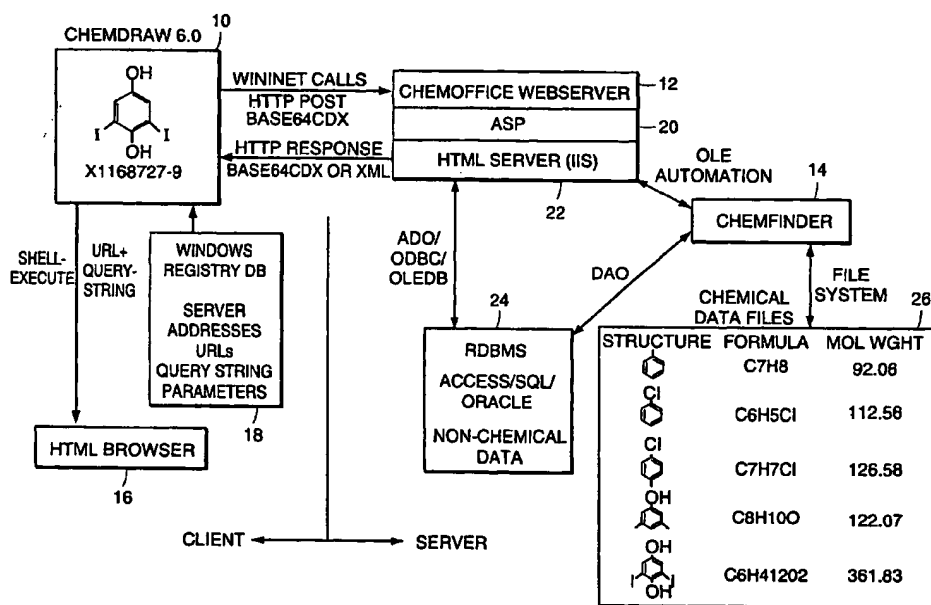 CHEMDRAW 6.0
10
OH
I I
OH
X1168727-9
WININET CALLS
HTTP POST
BASE64CDX
HTTP RESPONSE
BASE64CDX OR XML
CHEMOFFICE WEBSERVER
12
ASP
20
HTML SERVER (IIS)
22
OLE
AUTOMATION
14
CHEMFINDER
SHELL-
EXECUTE
URL+
QUERY-
STRING
WINDOWS
REGISTRY DB
SERVER
ADDRESSES
URLs
QUERY STRING
PARAMETERS
18
HTML BROWSER
16
ADO/
ODBC/
OLEDB
DAO
FILE
SYSTEM
24
RDBMS
ACCESS/SQL/
ORACLE
NON-CHEMICAL
DATA
CHEMICAL
DATA FILES
26
STRUCTURE FORMULA MOL WGHT
C7H8 92.06
Cl
C6H5Cl 112.56
Cl
C7H7Cl 126.58
OH
C8H10O 122.07
OH
I I
OH
C6H41202 361.83
CLIENT
SERVER